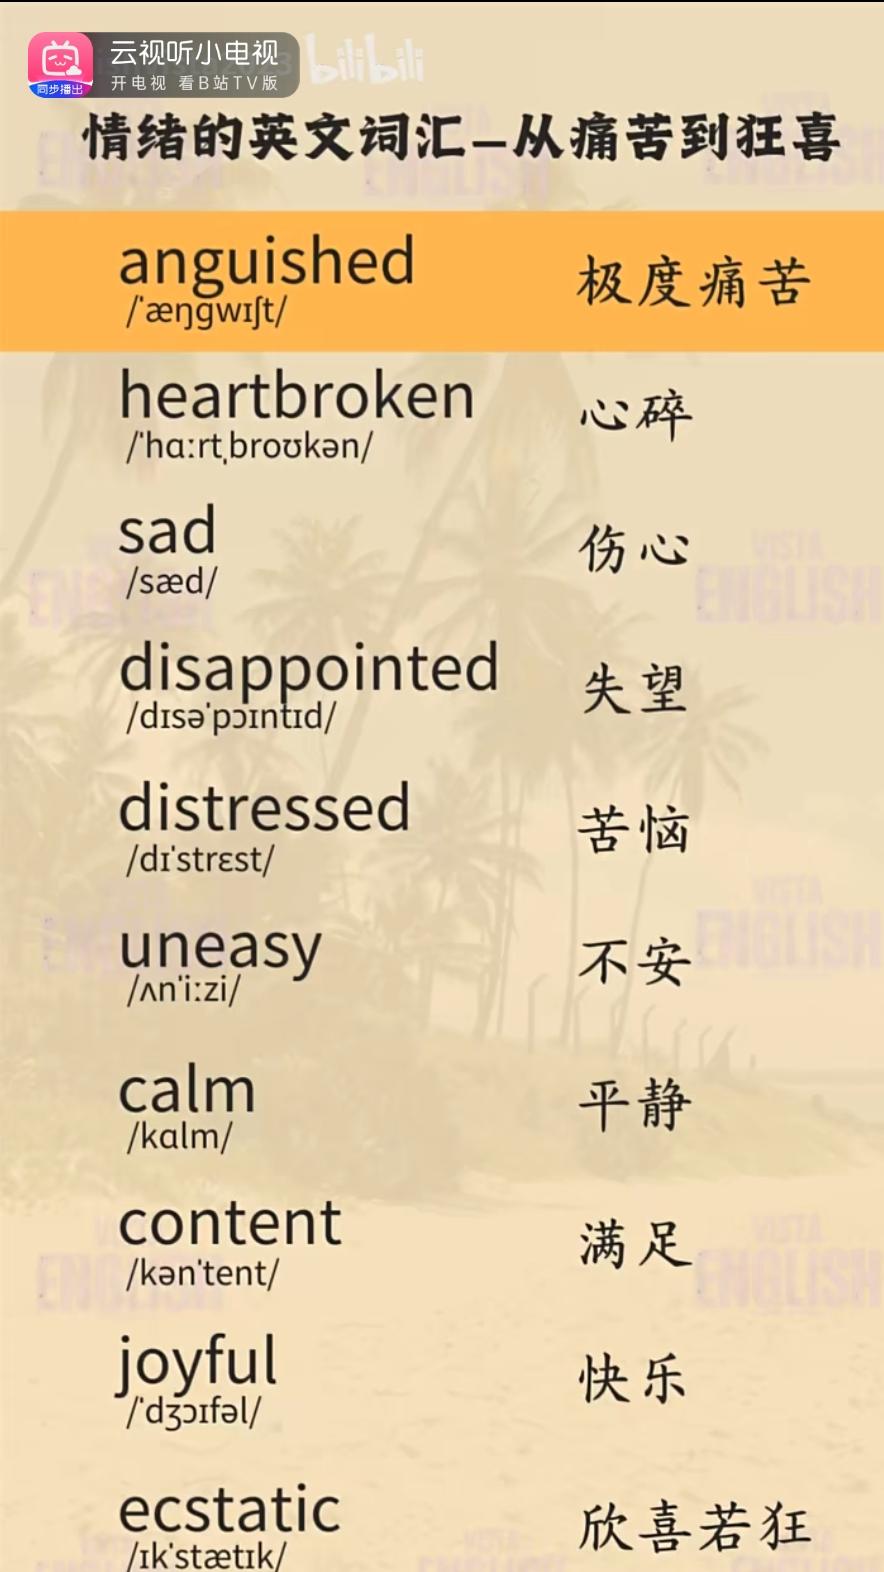 云视听小电视
开电视 看B站TV版
同步播出
bilibili
情绪的英文词汇–从痛苦到狂喜
anguished 极度痛苦
/ˈæŋgwɪʃt/
heartbroken 心碎
/ˈhɑːrtˌbroʊkən/
sad 伤心
/sæd/
disappointed 失望
/dɪsəˈpɔɪntɪd/
distressed 苦恼
/dɪˈstrɛst/
uneasy 不安
/ʌnˈiːzi/
calm 平静
/kɑlm/
content 满足
/kənˈtent/
joyful 快乐
/ˈdʒɔɪfəl/
ecstatic 欣喜若狂
/ɪkˈstætɪk/
VISTA
ENGLISH